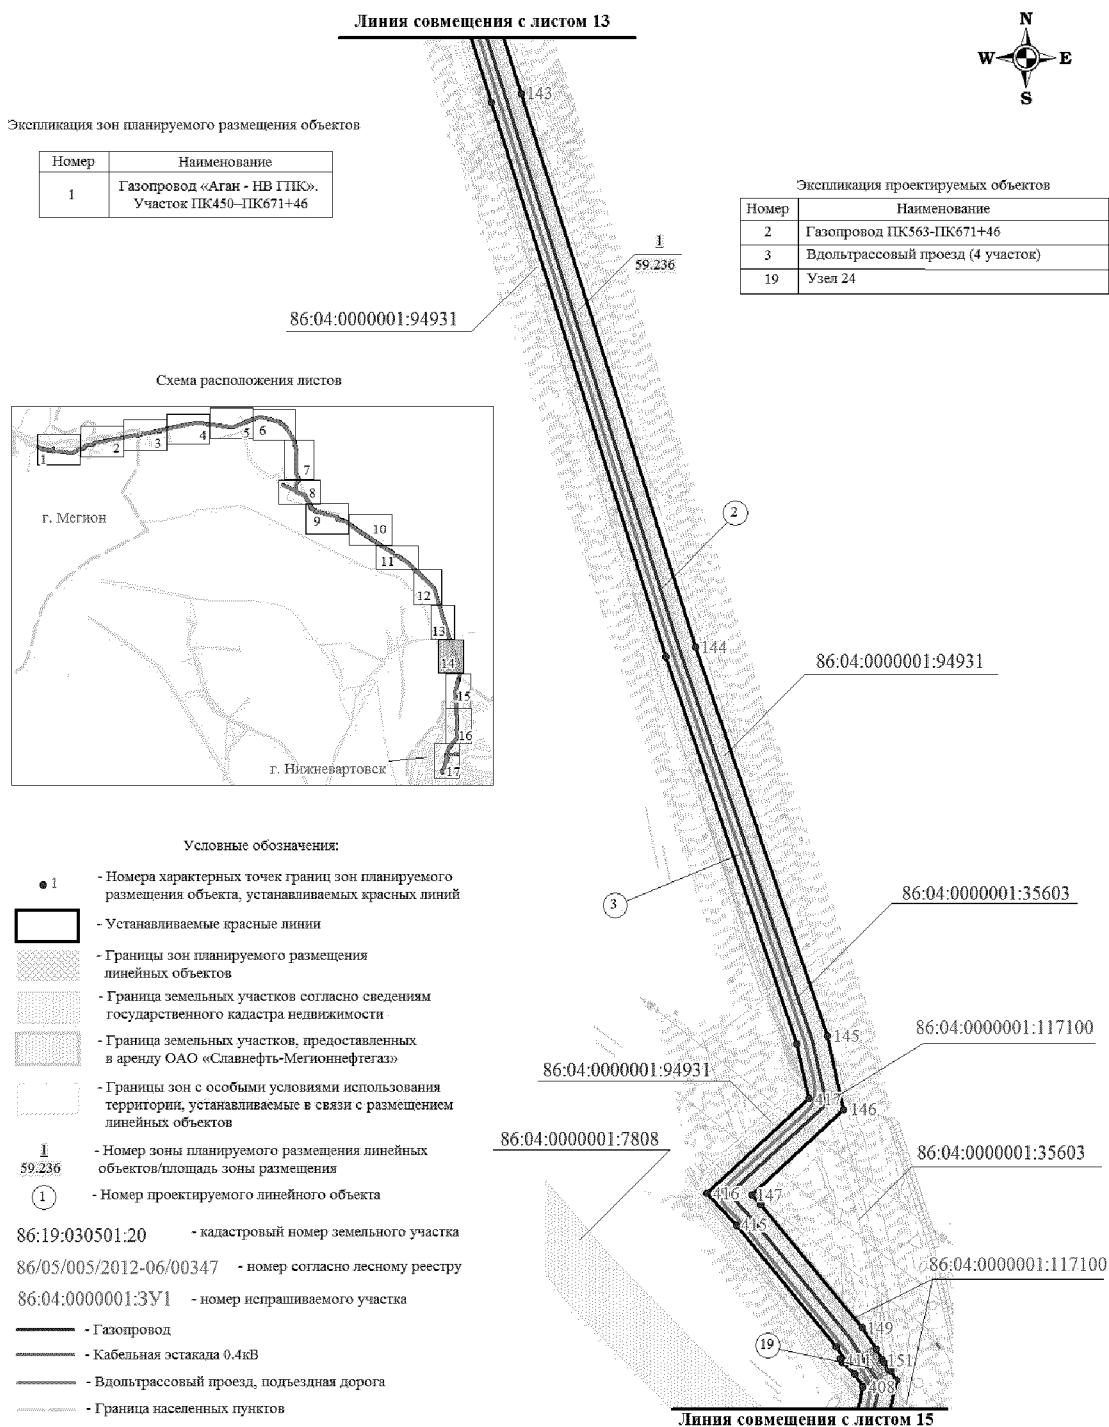 Линия совмещения с листом 13
N
W
E
S
143
Экспликация зон планируемого размещения объектов
Номер
Наименование
1
Газопровод «Аган - НВ ГПК».
Участок ПК450–ПК671+46
Экспликация проектируемых объектов
Номер
Наименование
2
Газопровод ПК563-ПК671+46
3
Вдольтрассовый проезд (4 участок)
19
Узел 24
1
59.236
86:04:0000001:94931
Схема расположения листов
1
2
3
4
5
6
7
8
9
10
11
12
13
14
15
16
17
г. Мегион
г. Нижневартовск
2
144
86:04:0000001:94931
3
86:04:0000001:35603
145
86:04:0000001:117100
86:04:0000001:94931
417
146
86:04:0000001:7808
86:04:0000001:35603
416
147
415
86:04:0000001:117100
149
19
411
151
408
Линия совмещения с листом 15
Условные обозначения:
1
- Номера характерных точек границ зон планируемого
размещения объекта, устанавливаемых красных линий
- Устанавливаемые красные линии
- Границы зон планируемого размещения
линейных объектов
- Граница земельных участков согласно сведениям
государственного кадастра недвижимости
- Граница земельных участков, предоставленных
в аренду ОАО «Славнефть-Мегионнефтегаз»
- Границы зон с особыми условиями использования
территории, устанавливаемые в связи с размещением
линейных объектов
1
59.236
- Номер зоны планируемого размещения линейных
объектов/площадь зоны размещения
1
- Номер проектируемого линейного объекта
86:19:030501:20
- кадастровый номер земельного участка
86/05/005/2012-06/00347
- номер согласно лесному реестру
86:04:0000001:ЗУ1
- номер испрашиваемого участка
- Газопровод
- Кабельная эстакада 0.4кВ
- Вдольтрассовый проезд, подъездная дорога
- Граница населенных пунктов